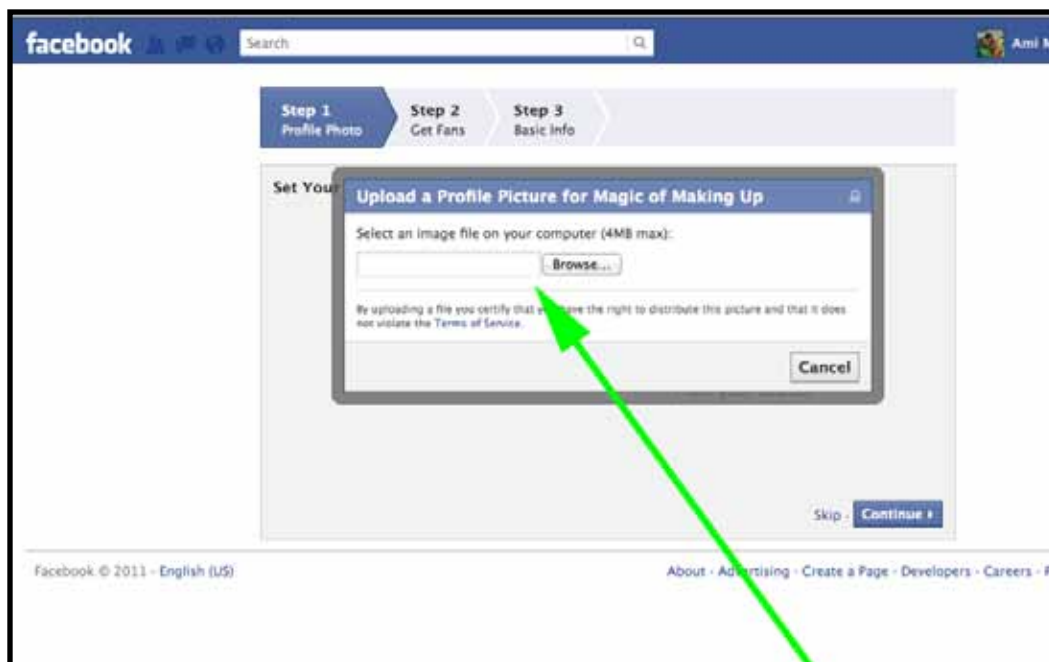 facebook
Search
Ami M
Step 1
Profile Photo
Step 2
Get Fans
Step 3
Basic Info
Set Your
Upload a Profile Picture for Magic of Making Up
Select an image file on your computer (4MB max):
Browse...
By uploading a file you certify that you have the right to distribute this picture and that it does
not violate the Terms of Service.
Cancel
Skip - Continue
Facebook © 2011 - English (US)
About - Advertising - Create a Page - Developers - Careers -